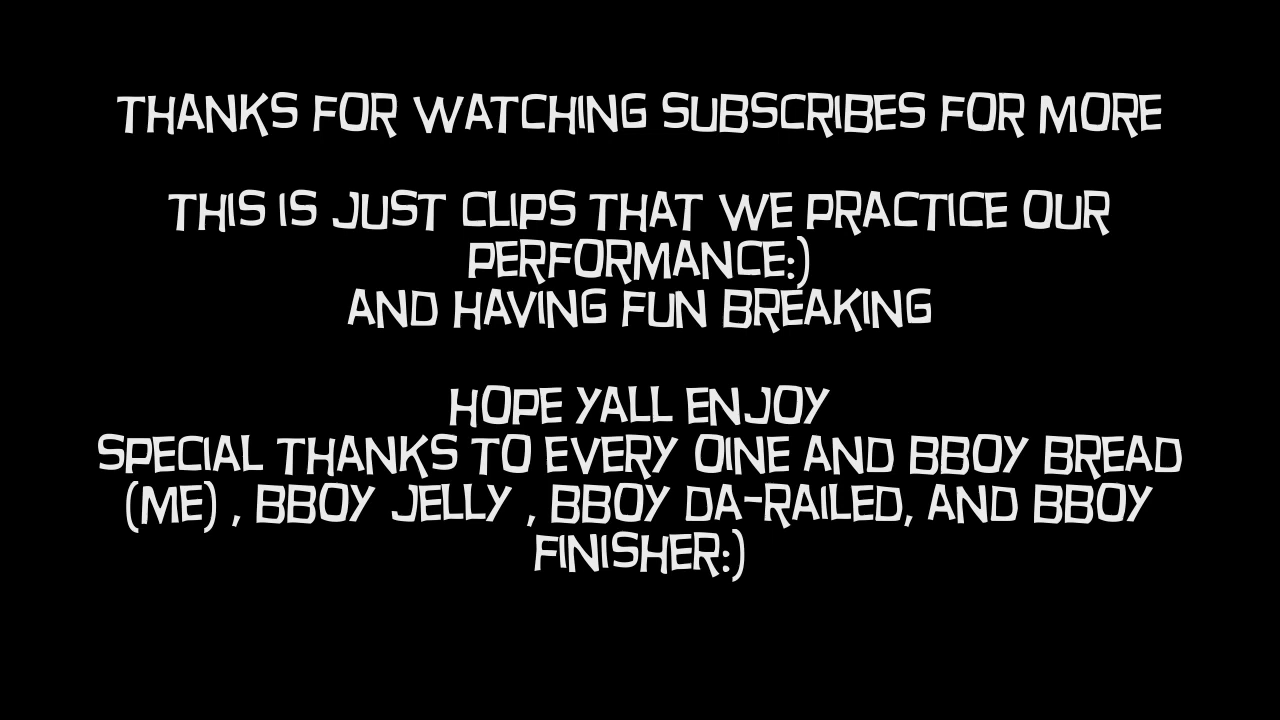 THANKS FOR WATCHING SUBSCRIBES FOR MORE
THIS IS JUST CLIPS THAT WE PRACTICE OUR
PERFORMANCE:)
AND HAVING FUN BREAKING
HOPE YALL ENJOY
SPECIAL THANKS TO EVERY OINE AND BBOY BREAD
(ME) , BBOY JELLY , BBOY DA-RAILED, AND BBOY
FINISHER:)